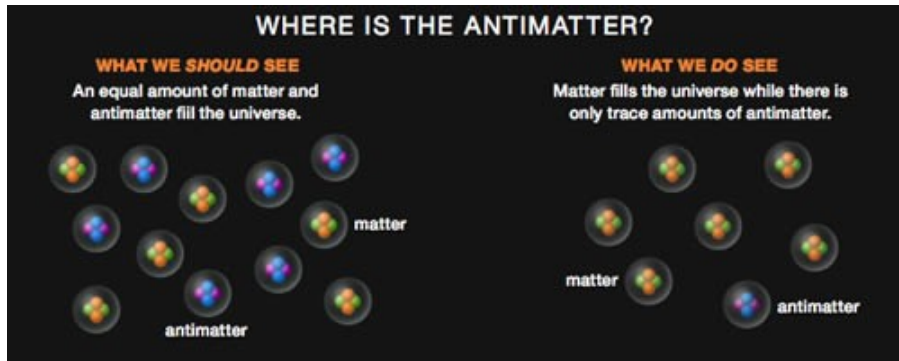 WHERE IS THE ANTIMATTER?
WHAT WE SHOULD SEE
An equal amount of matter and
antimatter fiil the universe.
matter
antimatter
WHAT WE DO SEE
Matter fills the universe while there is
only trace amounts of antimatter.
matter
antimatter